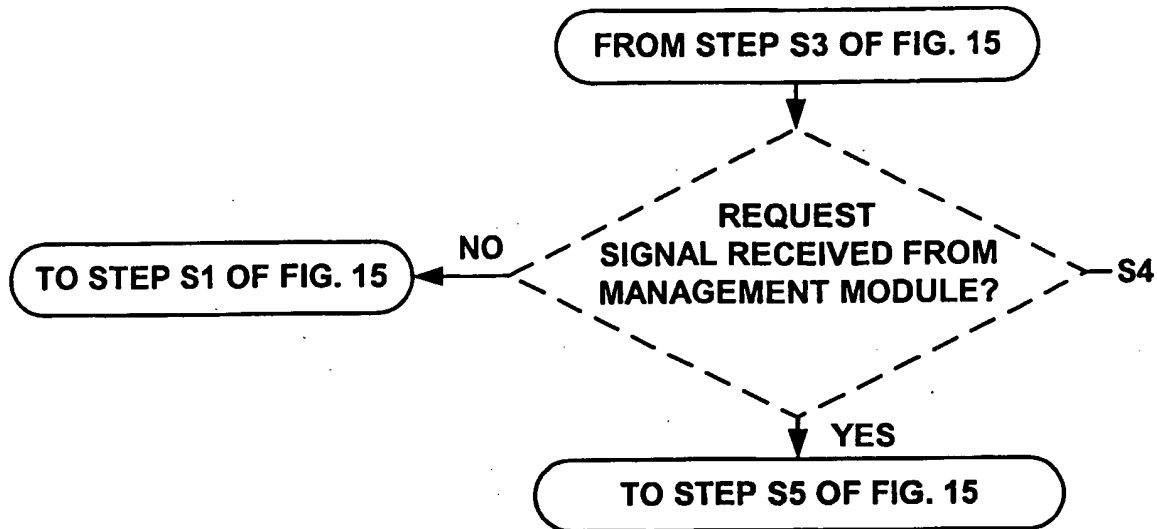 FROM STEP S3 OF FIG. 15
REQUEST
SIGNAL RECEIVED FROM
MANAGEMENT MODULE?
S4
NO
TO STEP S1 OF FIG. 15
YES
TO STEP S5 OF FIG. 15